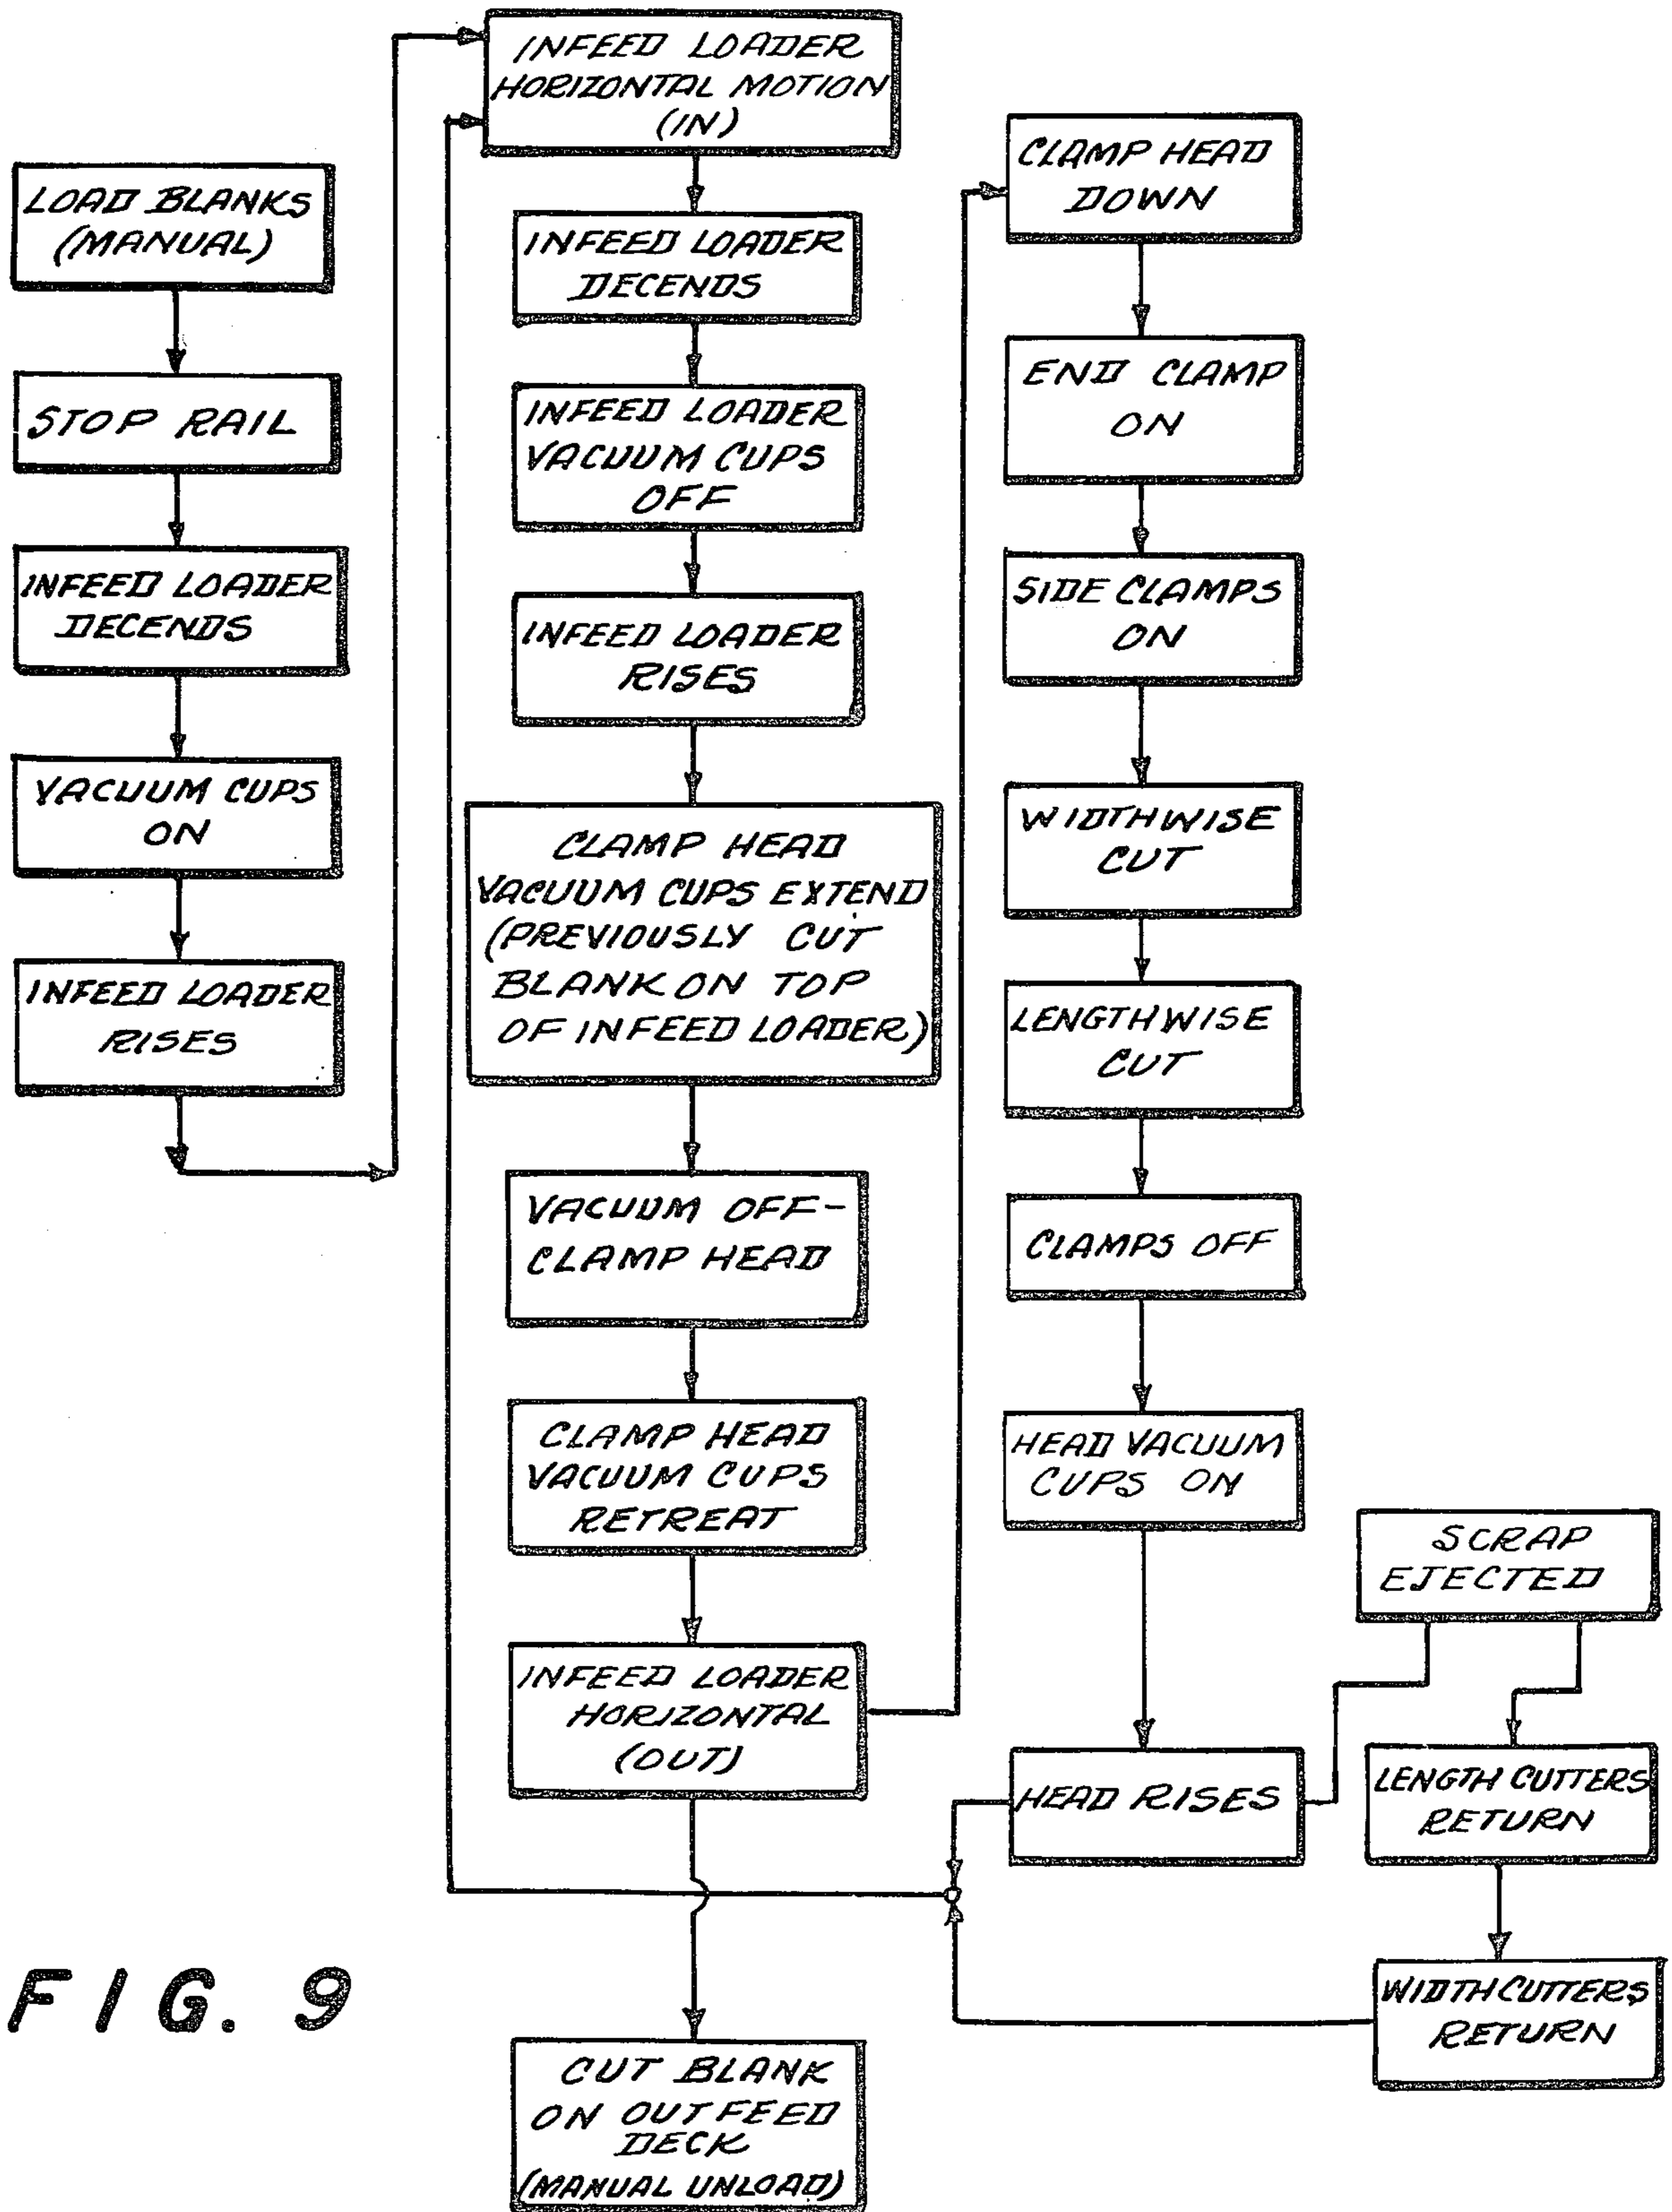 LOAD BLANKS
(MANUAL)
STOP RAIL
INFEED LOADER
DECENDS
VACUUM CUPS
ON
INFEED LOADER
RISES
INFEED LOADER
HORIZONTAL MOTION
(IN)
INFEED LOADER
DECENDS
INFEED LOADER
VACUUM CUPS
OFF
INFEED LOADER
RISES
CLAMP HEAD
VACUUM CUPS EXTEND
(PREVIOUSLY CUT
BLANK ON TOP
OF INFEED LOADER)
VACUUM OFF-
CLAMP HEAD
CLAMP HEAD
VACUUM CUPS
RETREAT
INFEED LOADER
HORIZONTAL
(OUT)
CUT BLANK
ON OUTFEED
DECK
(MANUAL UNLOAD)
CLAMP HEAD
DOWN
END CLAMP
ON
SIDE CLAMPS
ON
WIDTHWISE
CUT
LENGTHWISE
CUT
CLAMPS OFF
HEAD VACUUM
CUPS ON
HEAD RISES
SCRAP
EJECTED
LENGTH CUTTERS
RETURN
WIDTH CUTTERS
RETURN
FIG. 9